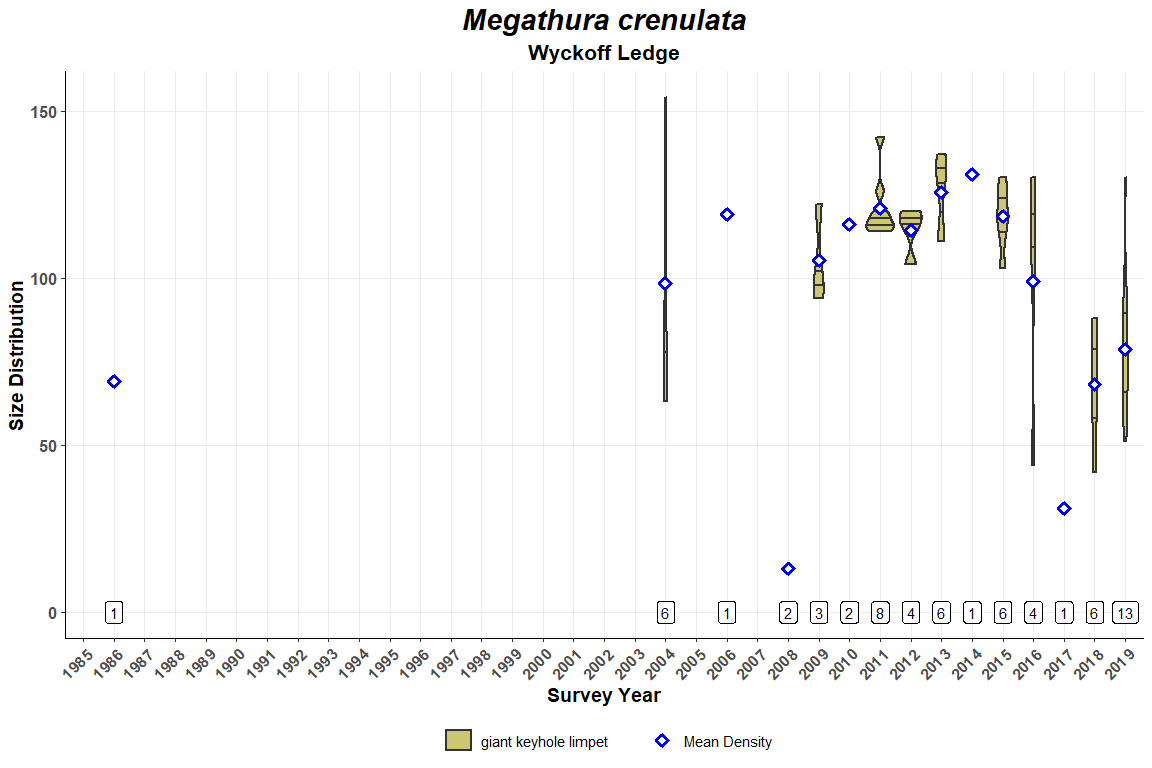 Megathura crenulata
Wyckoff Ledge
Size Distribution
150
100
50
0
1 6 1 2 3 2 8 4 6 1 6 4 1 6 13
1985 1986 1987 1988 1989 1990 1991 1992 1993 1994 1995 1996 1997 1998 1999 2000 2001 2002 2003 2004 2005 2006 2007 2008 2009 2010 2011 2012 2013 2014 2015 2016 2017 2018 2019
Survey Year
giant keyhole limpet Mean Density